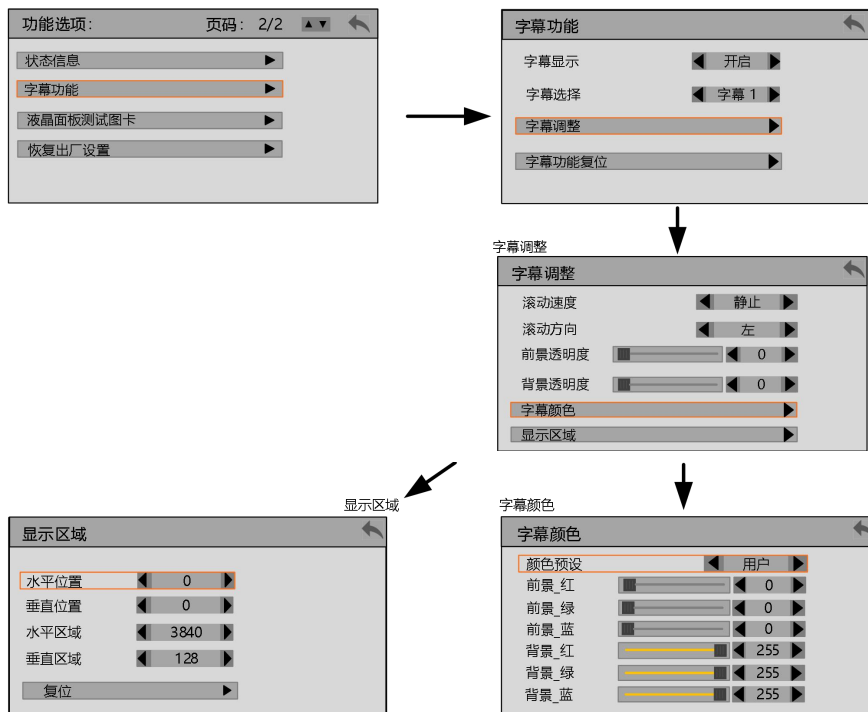 功能选项: 页码: 2/2
状态信息
字幕功能
液晶面板测试图卡
恢复出厂设置
字幕功能
字幕显示 开启
字幕选择 字幕 1
字幕调整
字幕功能复位
字幕调整
字幕调整
滚动速度 静止
滚动方向 左
前景透明度 0
背景透明度 0
字幕颜色
显示区域
显示区域
显示区域
水平位置 0
垂直位置 0
水平区域 3840
垂直区域 128
复位
字幕颜色
字幕颜色
颜色预设 用户
前景_红 0
前景_绿 0
前景_蓝 0
背景_红 255
背景_绿 255
背景_蓝 255